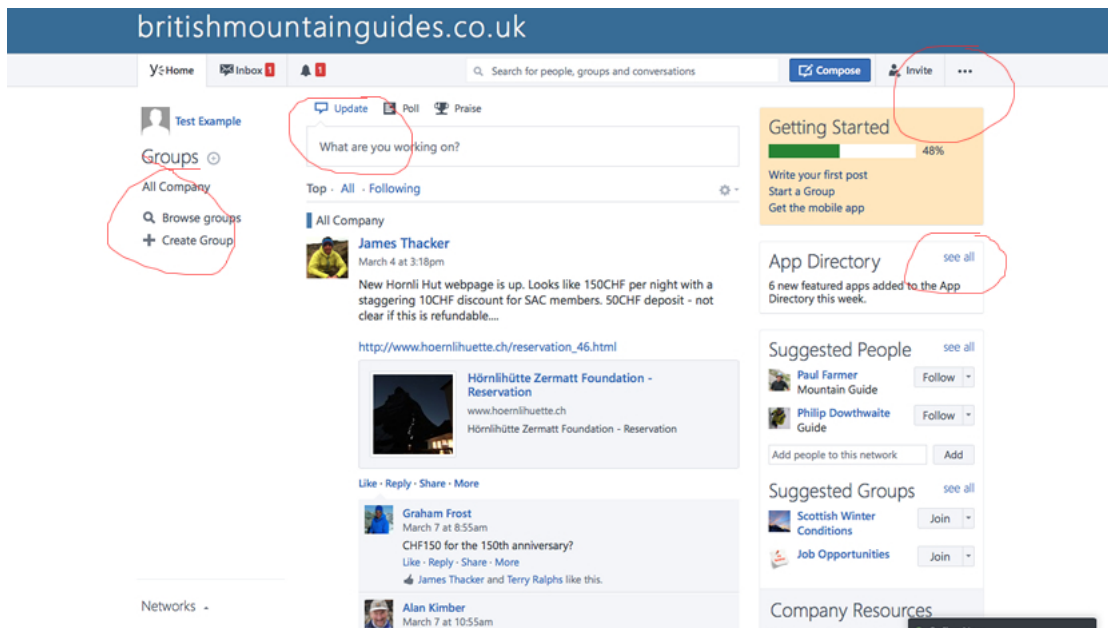 britishmountainguides.co.uk
Home
Inbox 1
1
Search for people, groups and conversations
Compose
Invite
...
Test Example
Groups
All Company
Browse groups
Create Group
Networks
Update Poll Praise
What are you working on?
Top · All · Following
All Company
James Thacker
March 4 at 3:18pm
New Hornli Hut webpage is up. Looks like 150CHF per night with a
staggering 10CHF discount for SAC members. 50CHF deposit - not
clear if this is refundable....
http://www.hoernlihuette.ch/reservation_46.html
Hörnlihütte Zermatt Foundation -
Reservation
www.hoernlihuette.ch
Hörnlihütte Zermatt Foundation - Reservation
Like · Reply · Share · More
Graham Frost
March 7 at 8:55am
CHF150 for the 150th anniversary?
Like · Reply · Share · More
James Thacker and Terry Ralphs like this.
Alan Kimber
March 7 at 10:55am
Getting Started
48%
Write your first post
Start a Group
Get the mobile app
App Directory see all
6 new featured apps added to the App
Directory this week.
Suggested People see all
Paul Farmer
Mountain Guide
Follow
Philip Dowthwaite
Guide
Follow
Add people to this network Add
Suggested Groups see all
Scottish Winter
Conditions
Join
Job Opportunities
Join
Company Resources